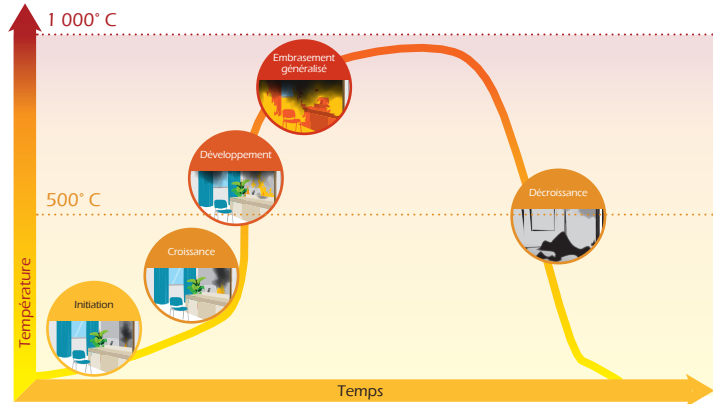 1 000° C
Embrasement
généralisé
Développement
Décroissance
500° C
Croissance
Initiation
Température
Temps